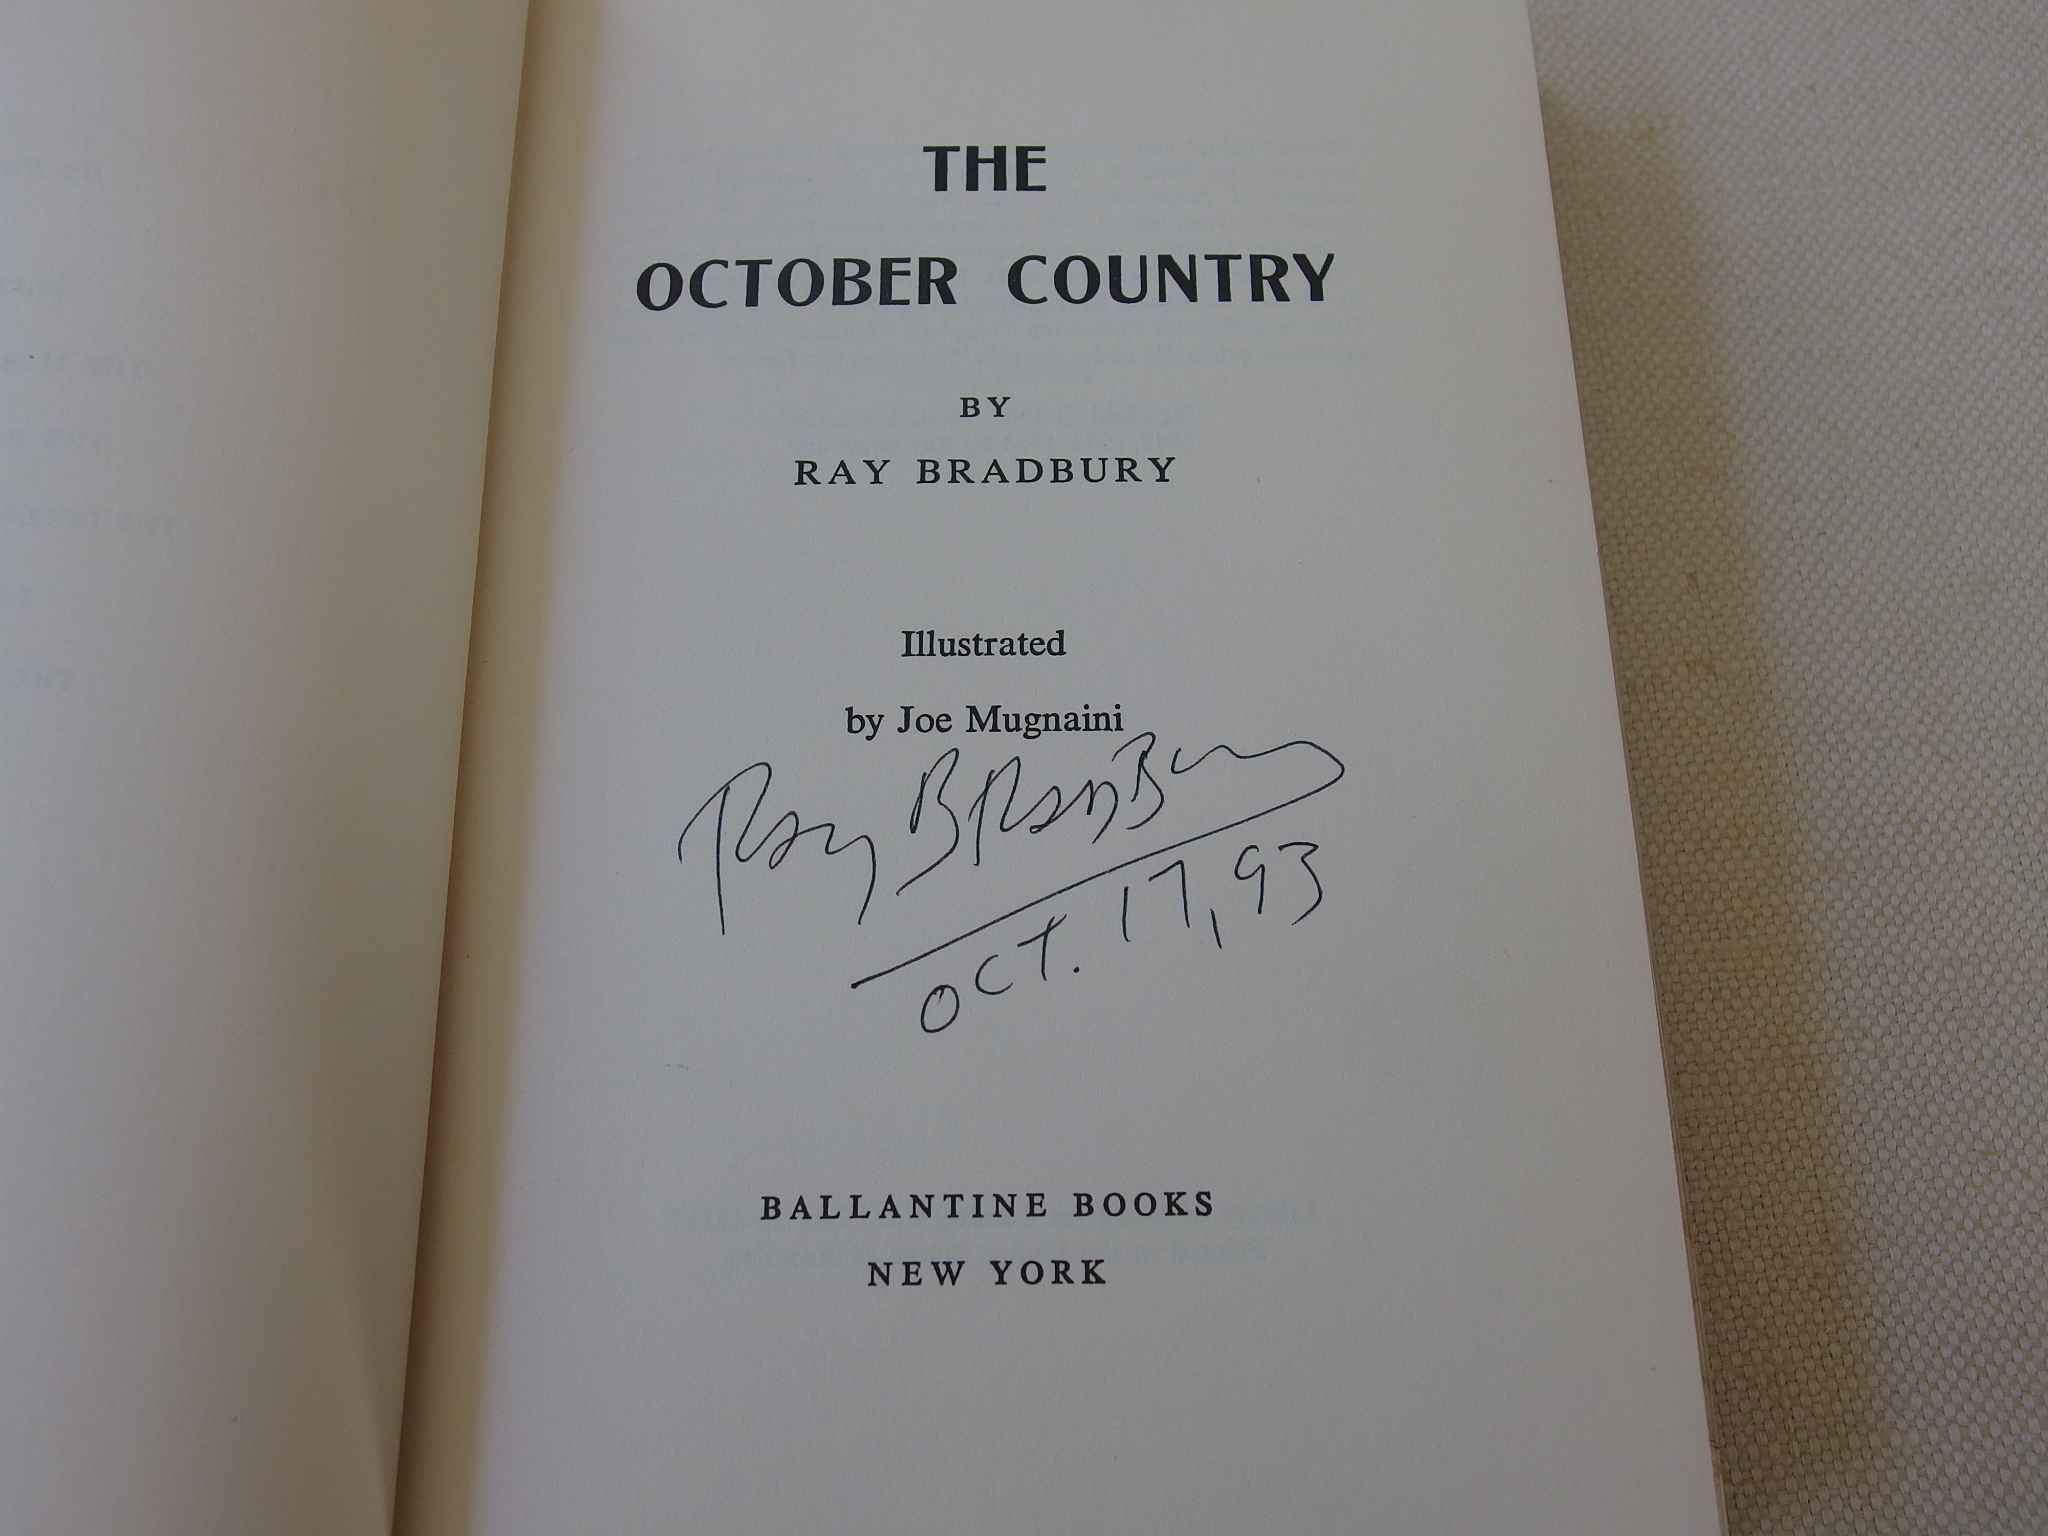 THE
OCTOBER COUNTRY
BY
RAY BRADBURY
Illustrated
by Joe Mugnaini
Ray Bradbury
OCT. 17, 93
BALLANTINE BOOKS
NEW YORK